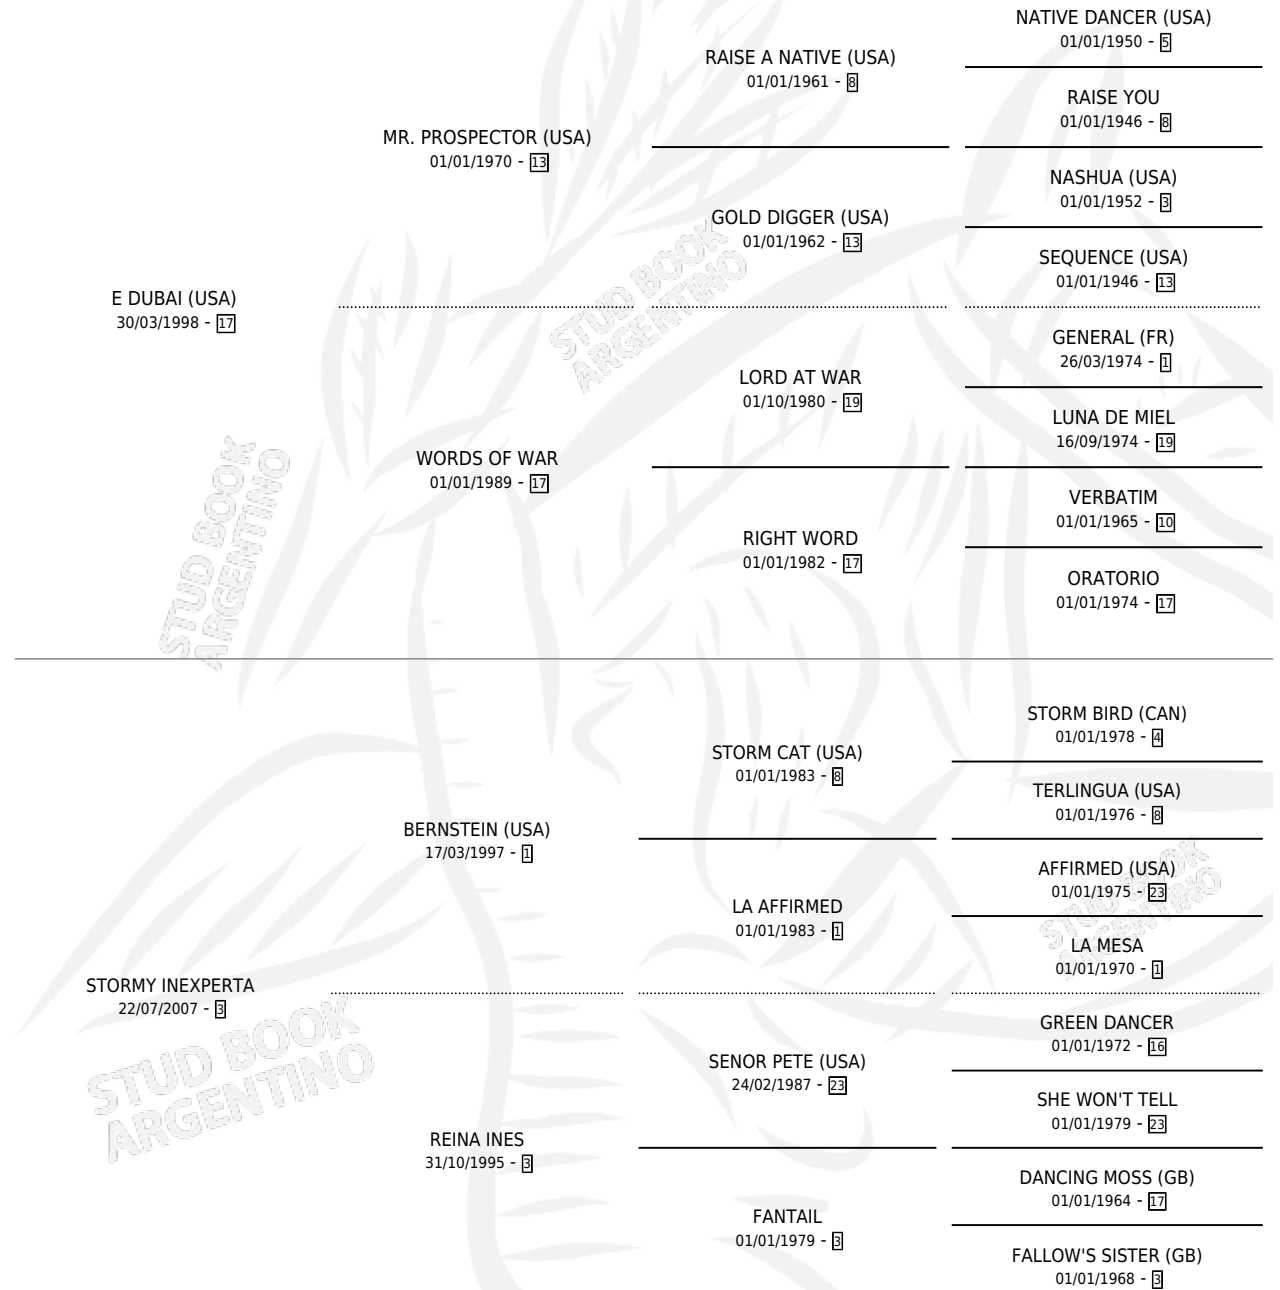 NATIVE DANCER (USA)
01/01/1950 - 5
RAISE A NATIVE (USA)
01/01/1961 - 8
RAISE YOU
01/01/1946 - 8
MR. PROSPECTOR (USA)
01/01/1970 - 13
NASHUA (USA)
01/01/1952 - 3
GOLD DIGGER (USA)
01/01/1962 - 13
SEQUENCE (USA)
01/01/1946 - 13
E DUBAI (USA)
30/03/1998 - 17
GENERAL (FR)
26/03/1974 - 1
LORD AT WAR
01/10/1980 - 19
LUNA DE MIEL
16/09/1974 - 19
WORDS OF WAR
01/01/1989 - 17
VERBATIM
01/01/1965 - 10
RIGHT WORD
01/01/1982 - 17
ORATORIO
01/01/1974 - 17
STORM BIRD (CAN)
01/01/1978 - 4
STORM CAT (USA)
01/01/1983 - 8
TERLINGUA (USA)
01/01/1976 - 8
BERNSTEIN (USA)
17/03/1997 - 1
AFFIRMED (USA)
01/01/1975 - 23
LA AFFIRMED
01/01/1983 - 1
LA MESA
01/01/1970 - 1
STORMY INEXPERTA
22/07/2007 - 3
GREEN DANCER
01/01/1972 - 16
SENOR PETE (USA)
24/02/1987 - 23
SHE WON'T TELL
01/01/1979 - 23
REINA INES
31/10/1995 - 3
DANCING MOSS (GB)
01/01/1964 - 17
FANTAIL
01/01/1979 - 3
FALLOW'S SISTER (GB)
01/01/1968 - 3
STUD BOOK
ARGENTINO
STUD BOOK
ARGENTINO
STUD BOOK
ARGENTINO
STUD BOOK
ARGENTINO